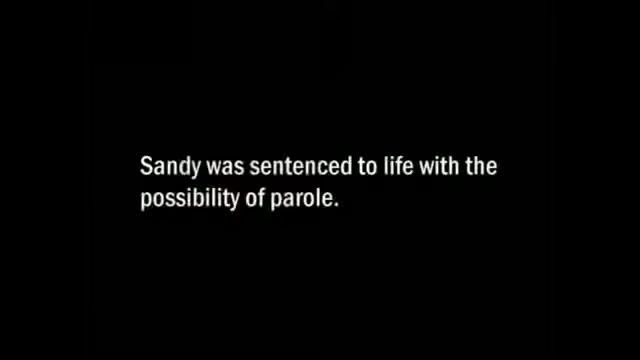 Sandy was sentenced to life with the
possibility of parole.